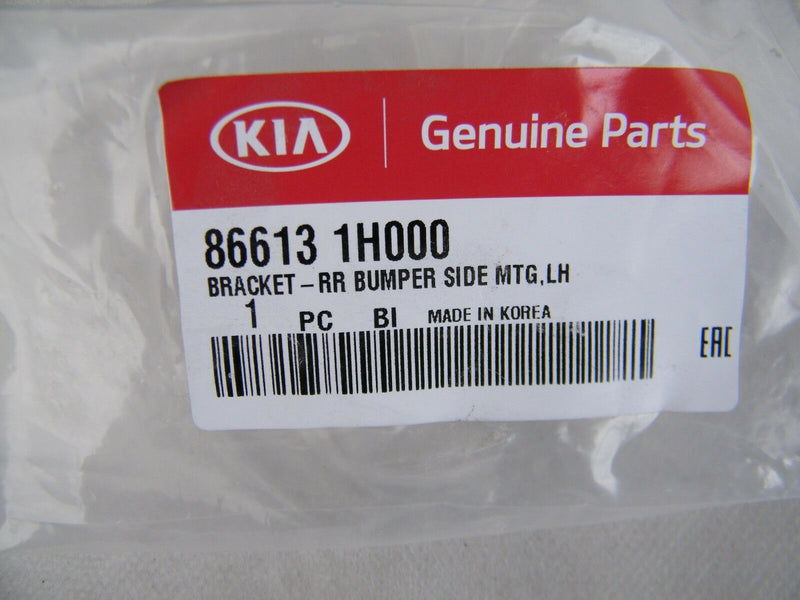 KIA
Genuine Parts
86613 1H000
BRACKET-RR BUMPER SIDE MTG,LH
1 PC BI MADE IN KOREA
EAC